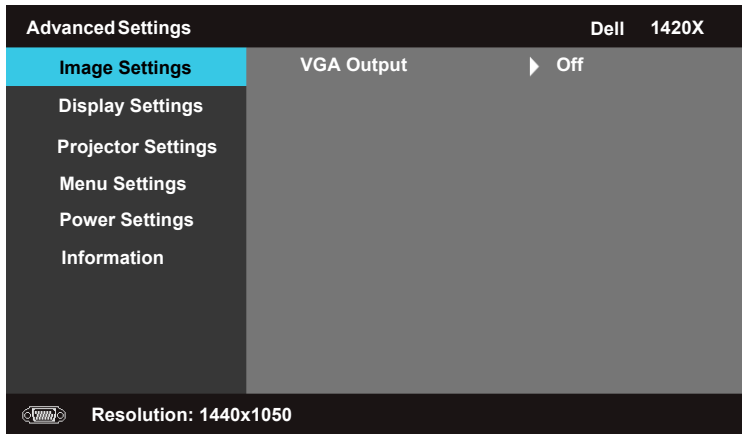 Advanced Settings Dell 1420X
Image Settings VGA Output Off
Display Settings
Projector Settings
Menu Settings
Power Settings
Information
Resolution: 1440x1050